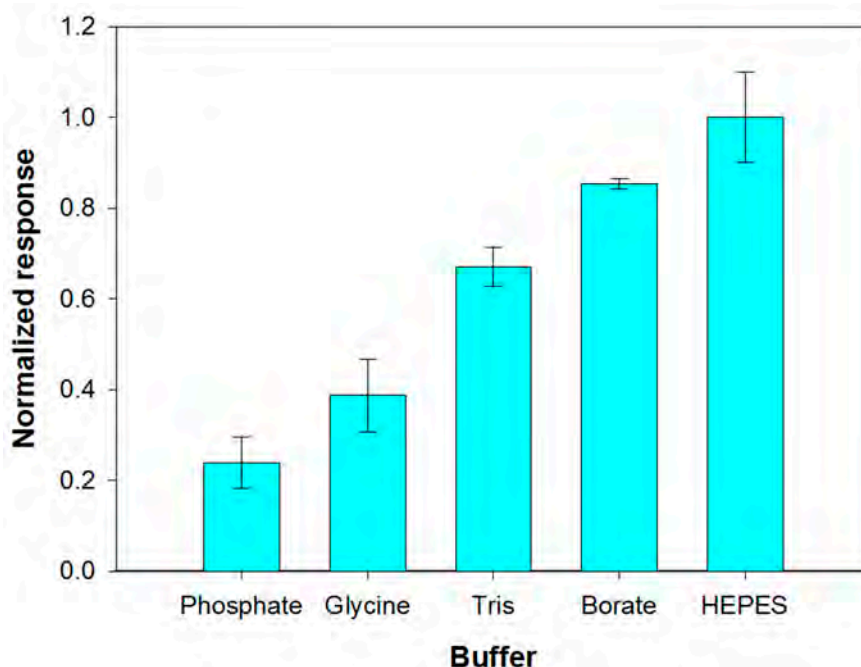 Normalized response
1.2
1.0
0.8
0.6
0.4
0.2
0.0
Phosphate Glycine Tris Borate HEPES
Buffer